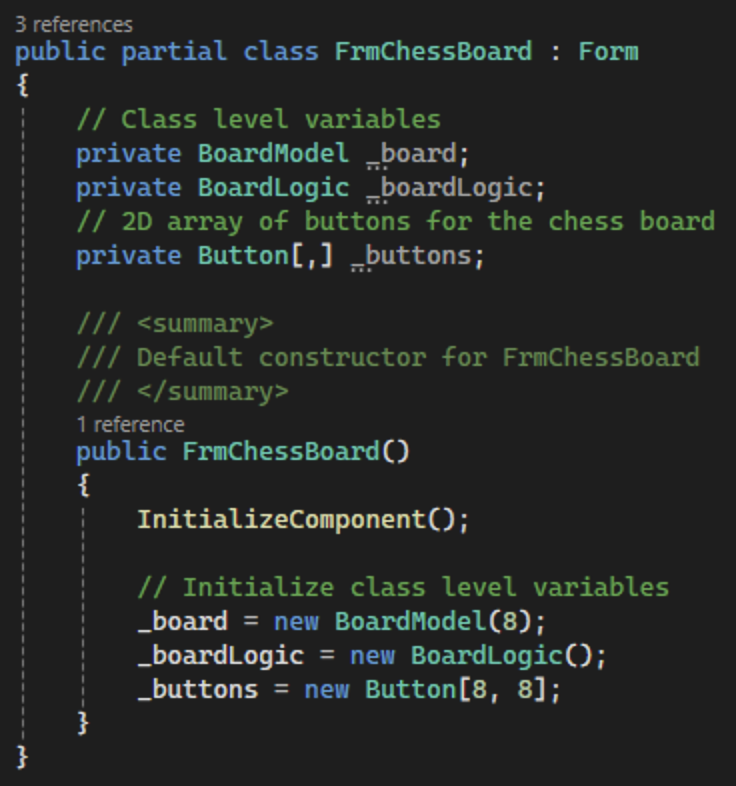 3 references
public partial class FrmChessBoard : Form
{
    // Class level variables
    private BoardModel _board;
    private BoardLogic _boardLogic;
    // 2D array of buttons for the chess board
    private Button[,] _buttons;

    /// <summary>
    /// Default constructor for FrmChessBoard
    /// </summary>
    1 reference
    public FrmChessBoard()
    {
        InitializeComponent();

        // Initialize class level variables
        _board = new BoardModel(8);
        _boardLogic = new BoardLogic();
        _buttons = new Button[8, 8];
    }
}